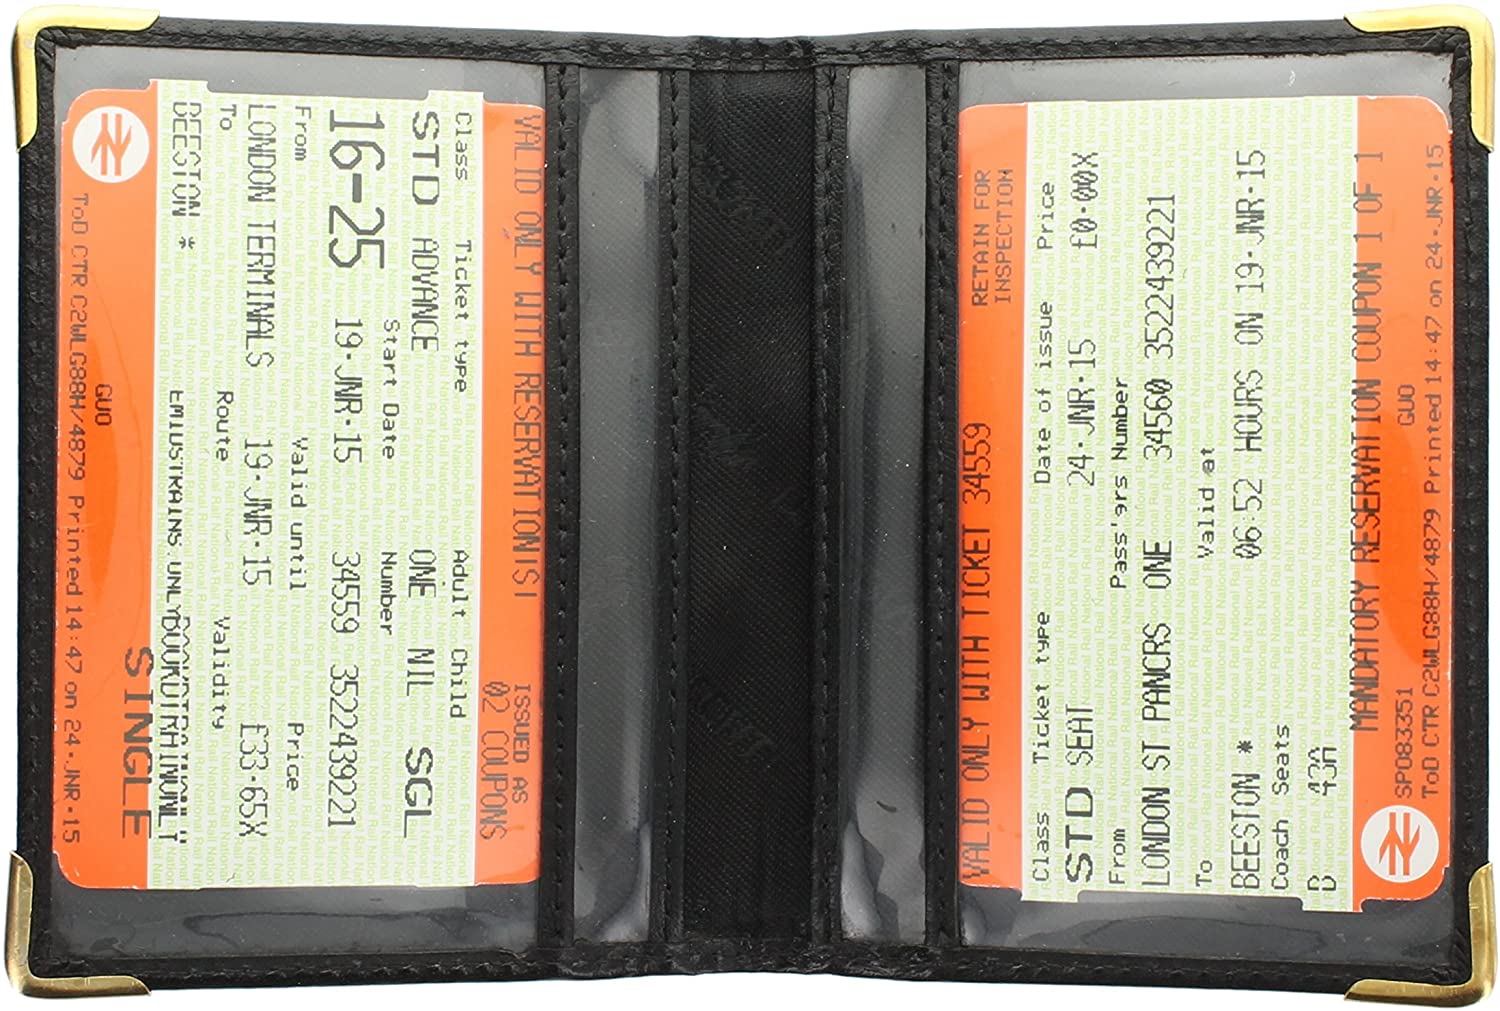 VALID ONLY WITH RESERVATION(S) ISSUED AS 02 COUPONS
Class Ticket type Adult Child
STD ADVANCE ONE NIL SGL
Start Date Number
16-25 19·JNR·15 34559 3522439221
From Valid until Price
LONDON TERMINALS 19·JNR·15 £33·65X
To Route Validity
BEESTON *
SINGLE
GUO
ToD CTR C2WLG88H/4879 Printed 14:47 on 24·JNR·15
VALID ONLY WITH TICKET 34559 RETAIN FOR INSPECTION
Class Ticket type Date of issue Price
STD SEAT 24·JNR·15 £0·00X
From Pass'ers Number
LONDON ST PANCRS ONE 34560 3522439221
To Valid at
BEESTON * 06:52 HOURS ON 19·JNR·15
Coach Seats
MANDATORY RESERVATION COUPON 1 OF 1
SP083351 GUO
ToD CTR C2WLG88H/4879 Printed 14:47 on 24·JNR·15